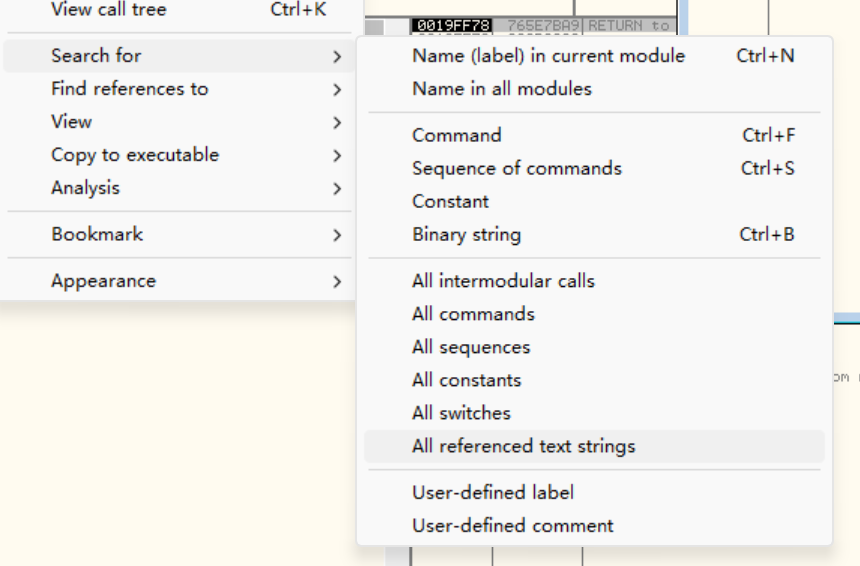 View call tree Ctrl+K
0019FF78 765E7BA9 RETURN to
Search for
Find references to
View
Copy to executable
Analysis
Bookmark
Appearance
Name (label) in current module Ctrl+N
Name in all modules
Command Ctrl+F
Sequence of commands Ctrl+S
Constant
Binary string Ctrl+B
All intermodular calls
All commands
All sequences
All constants
All switches
All referenced text strings
User-defined label
User-defined comment